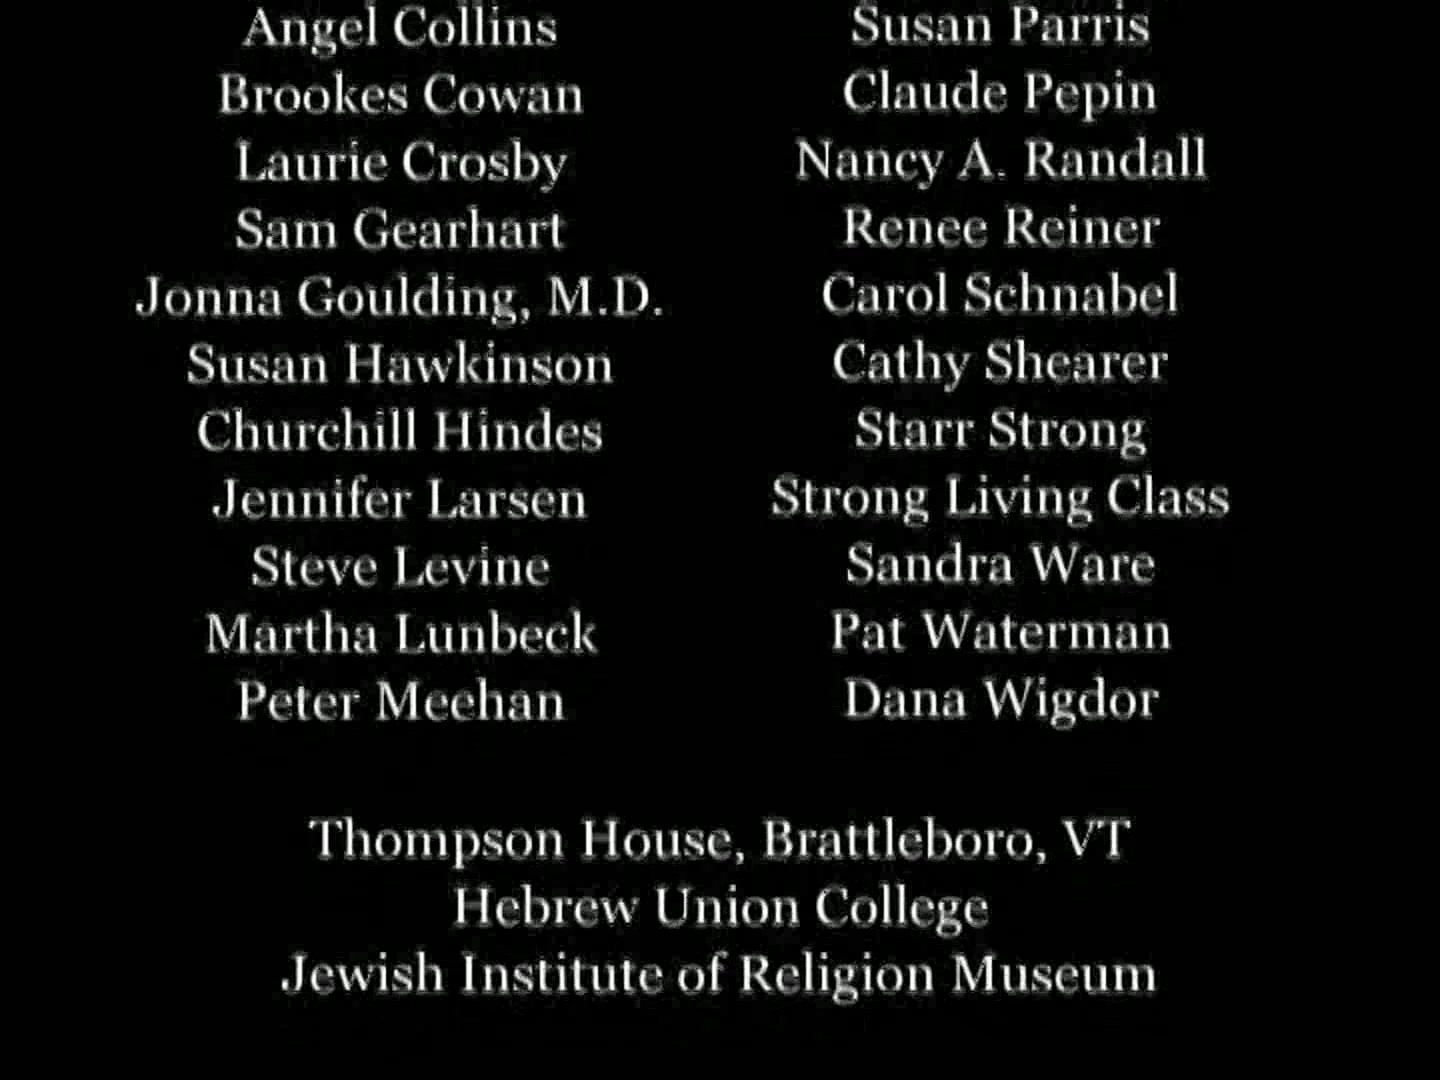 Angel Collins
Brookes Cowan
Laurie Crosby
Sam Gearhart
Jonna Goulding, M.D.
Susan Hawkinson
Churchill Hindes
Jennifer Larsen
Steve Levine
Martha Lunbeck
Peter Meehan
Susan Parris
Claude Pepin
Nancy A. Randall
Renee Reiner
Carol Schnabel
Cathy Shearer
Starr Strong
Strong Living Class
Sandra Ware
Pat Waterman
Dana Wigdor
Thompson House, Brattleboro, VT
Hebrew Union College
Jewish Institute of Religion Museum